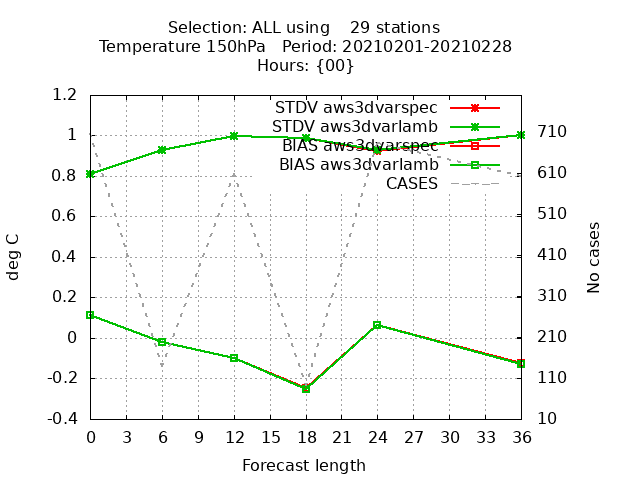 Selection: ALL using    29 stations
Temperature 150hPa   Period: 20210201-20210228
Hours: {00}
STDV aws3dvarspec
STDV aws3dvarlamb
BIAS aws3dvarspec
BIAS aws3dvarlamb
CASES
1.2
1
0.8
0.6
0.4
0.2
0
-0.2
-0.4
deg C
710
610
510
410
310
210
110
10
No cases
0 3 6 9 12 15 18 21 24 27 30 33 36
Forecast length